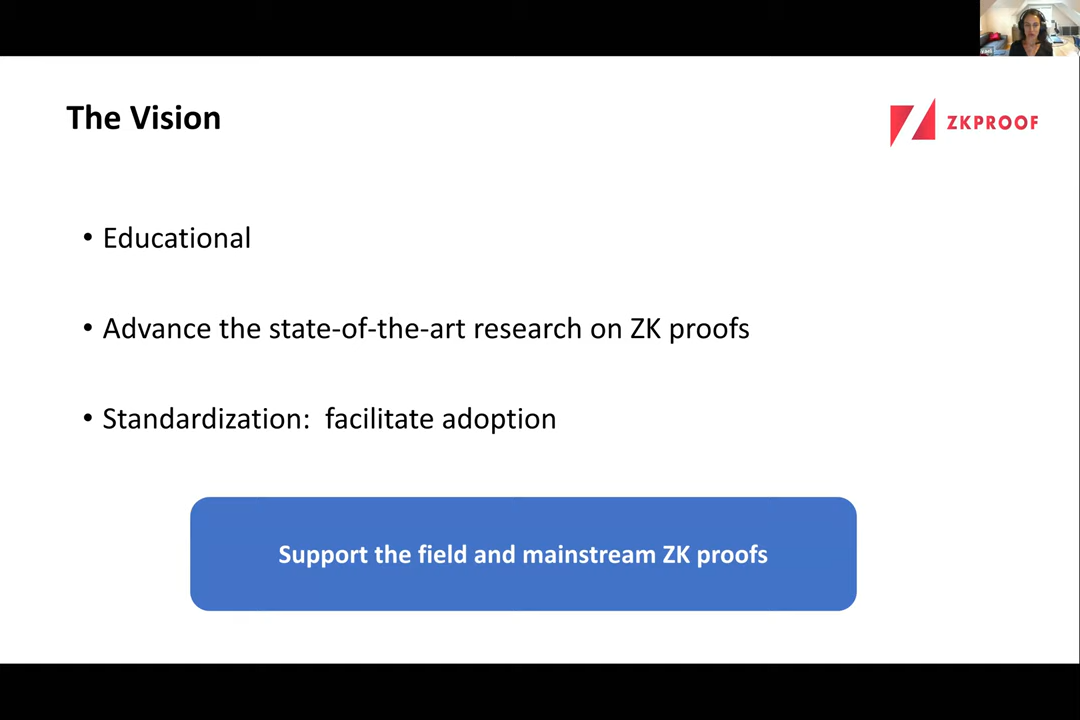 The Vision
ZKPROOF
• Educational
• Advance the state-of-the-art research on ZK proofs
• Standardization:  facilitate adoption
Support the field and mainstream ZK proofs